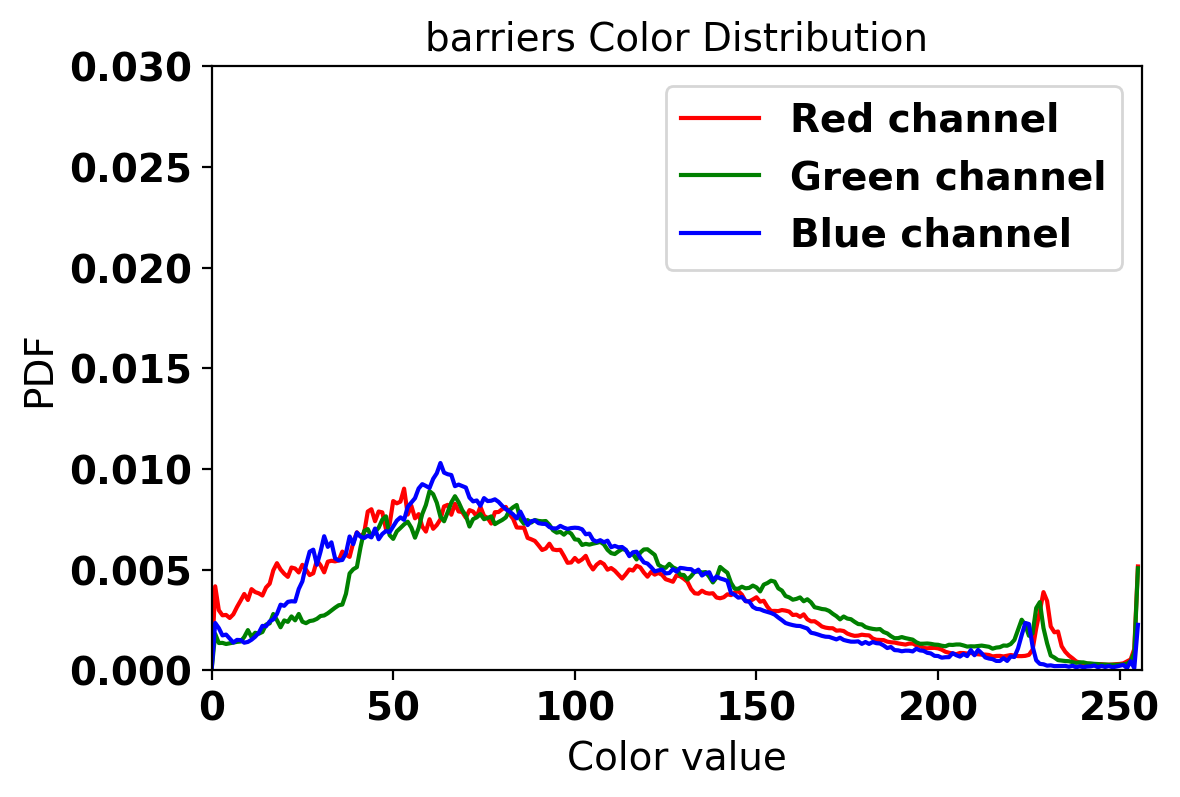 barriers Color Distribution
0.030
0.025
0.020
0.015
0.010
0.005
0.000
PDF
Red channel
Green channel
Blue channel
0 50 100 150 200 250
Color value